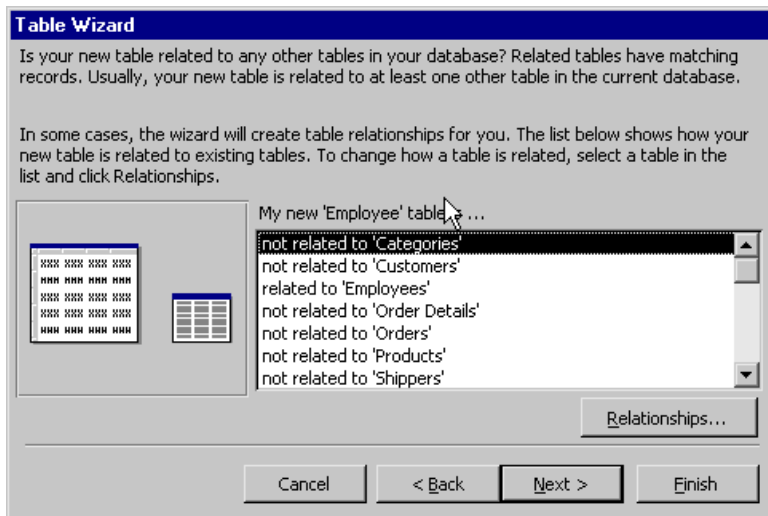 Table Wizard
Is your new table related to any other tables in your database? Related tables have matching
records. Usually, your new table is related to at least one other table in the current database.
In some cases, the wizard will create table relationships for you. The list below shows how your
new table is related to existing tables. To change how a table is related, select a table in the
list and click Relationships.
My new 'Employee' table ...
not related to 'Categories'
not related to 'Customers'
related to 'Employees'
not related to 'Order Details'
not related to 'Orders'
not related to 'Products'
not related to 'Shippers'
Relationships...
Cancel
< Back
Next >
Finish